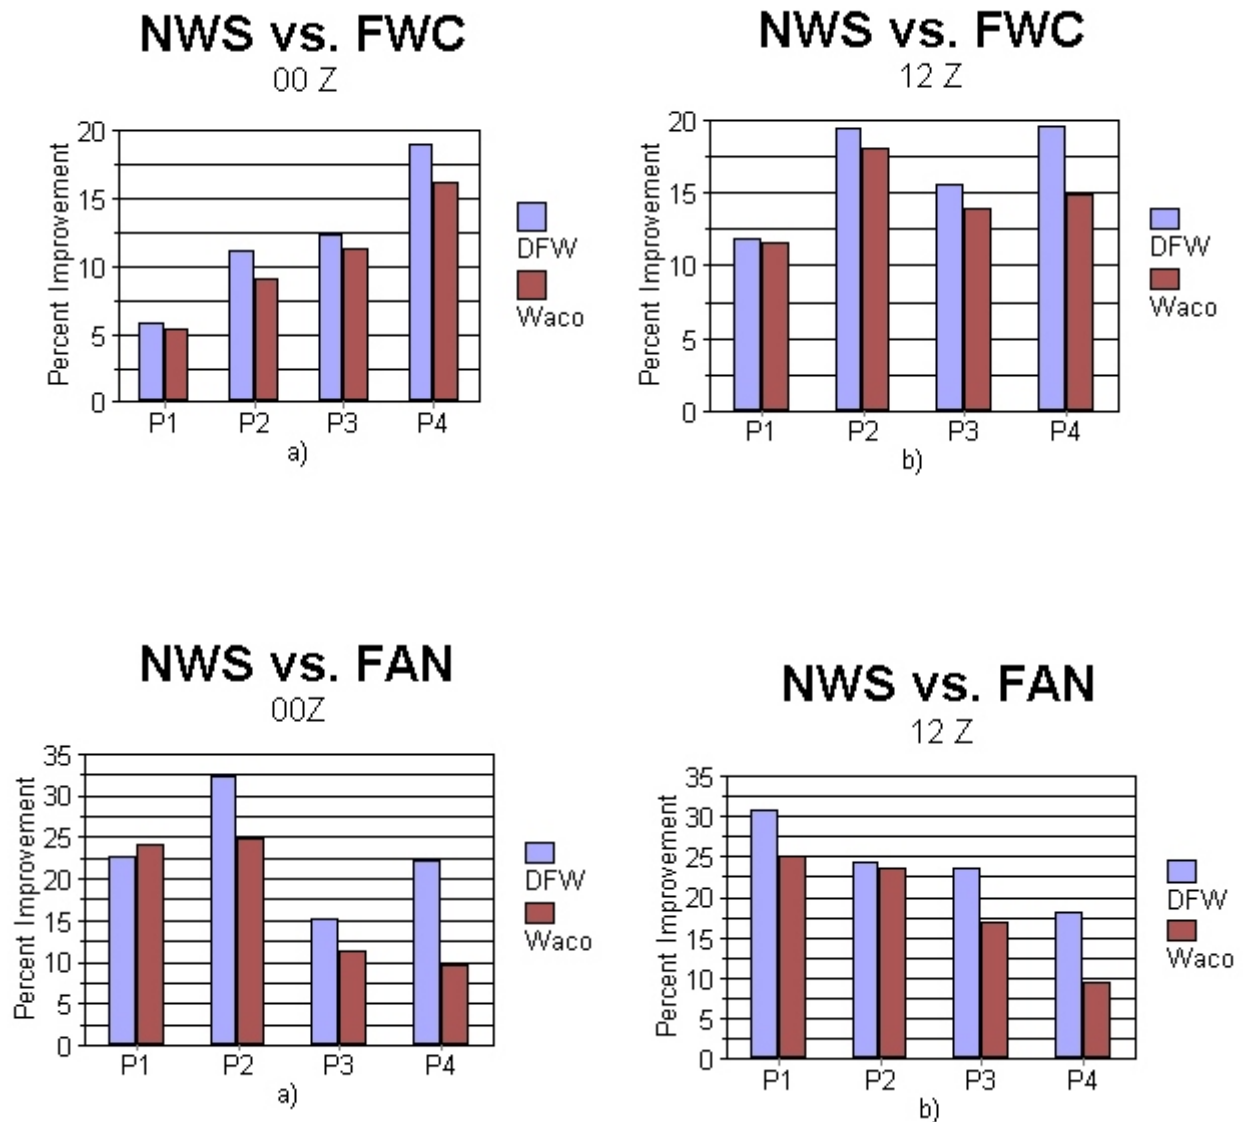 NWS vs. FWC
00 Z
Percent Improvement
20
15
10
5
0
P1 P2 P3 P4
a)
DFW
Waco
NWS vs. FWC
12 Z
Percent Improvement
20
15
10
5
0
P1 P2 P3 P4
b)
DFW
Waco
NWS vs. FAN
00Z
Percent Improvement
35
30
25
20
15
10
5
0
P1 P2 P3 P4
a)
DFW
Waco
NWS vs. FAN
12 Z
Percent Improvement
35
30
25
20
15
10
5
0
P1 P2 P3 P4
b)
DFW
Waco